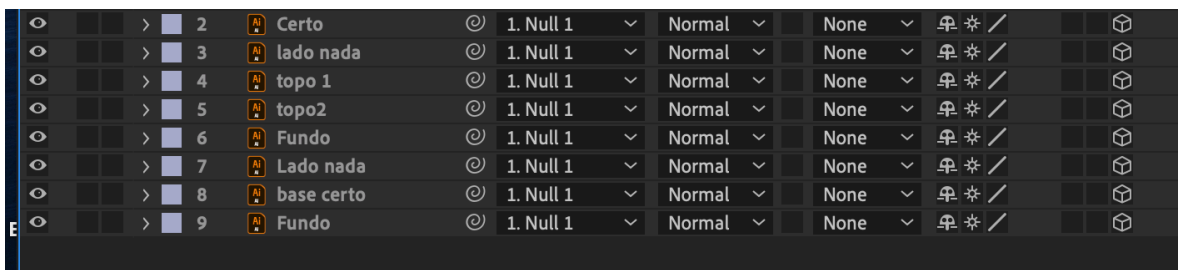 2 Ai Certo 1. Null 1 Normal None
3 Ai lado nada 1. Null 1 Normal None
4 Ai topo 1 1. Null 1 Normal None
5 Ai topo2 1. Null 1 Normal None
6 Ai Fundo 1. Null 1 Normal None
7 Ai Lado nada 1. Null 1 Normal None
8 Ai base certo 1. Null 1 Normal None
E 9 Ai Fundo 1. Null 1 Normal None